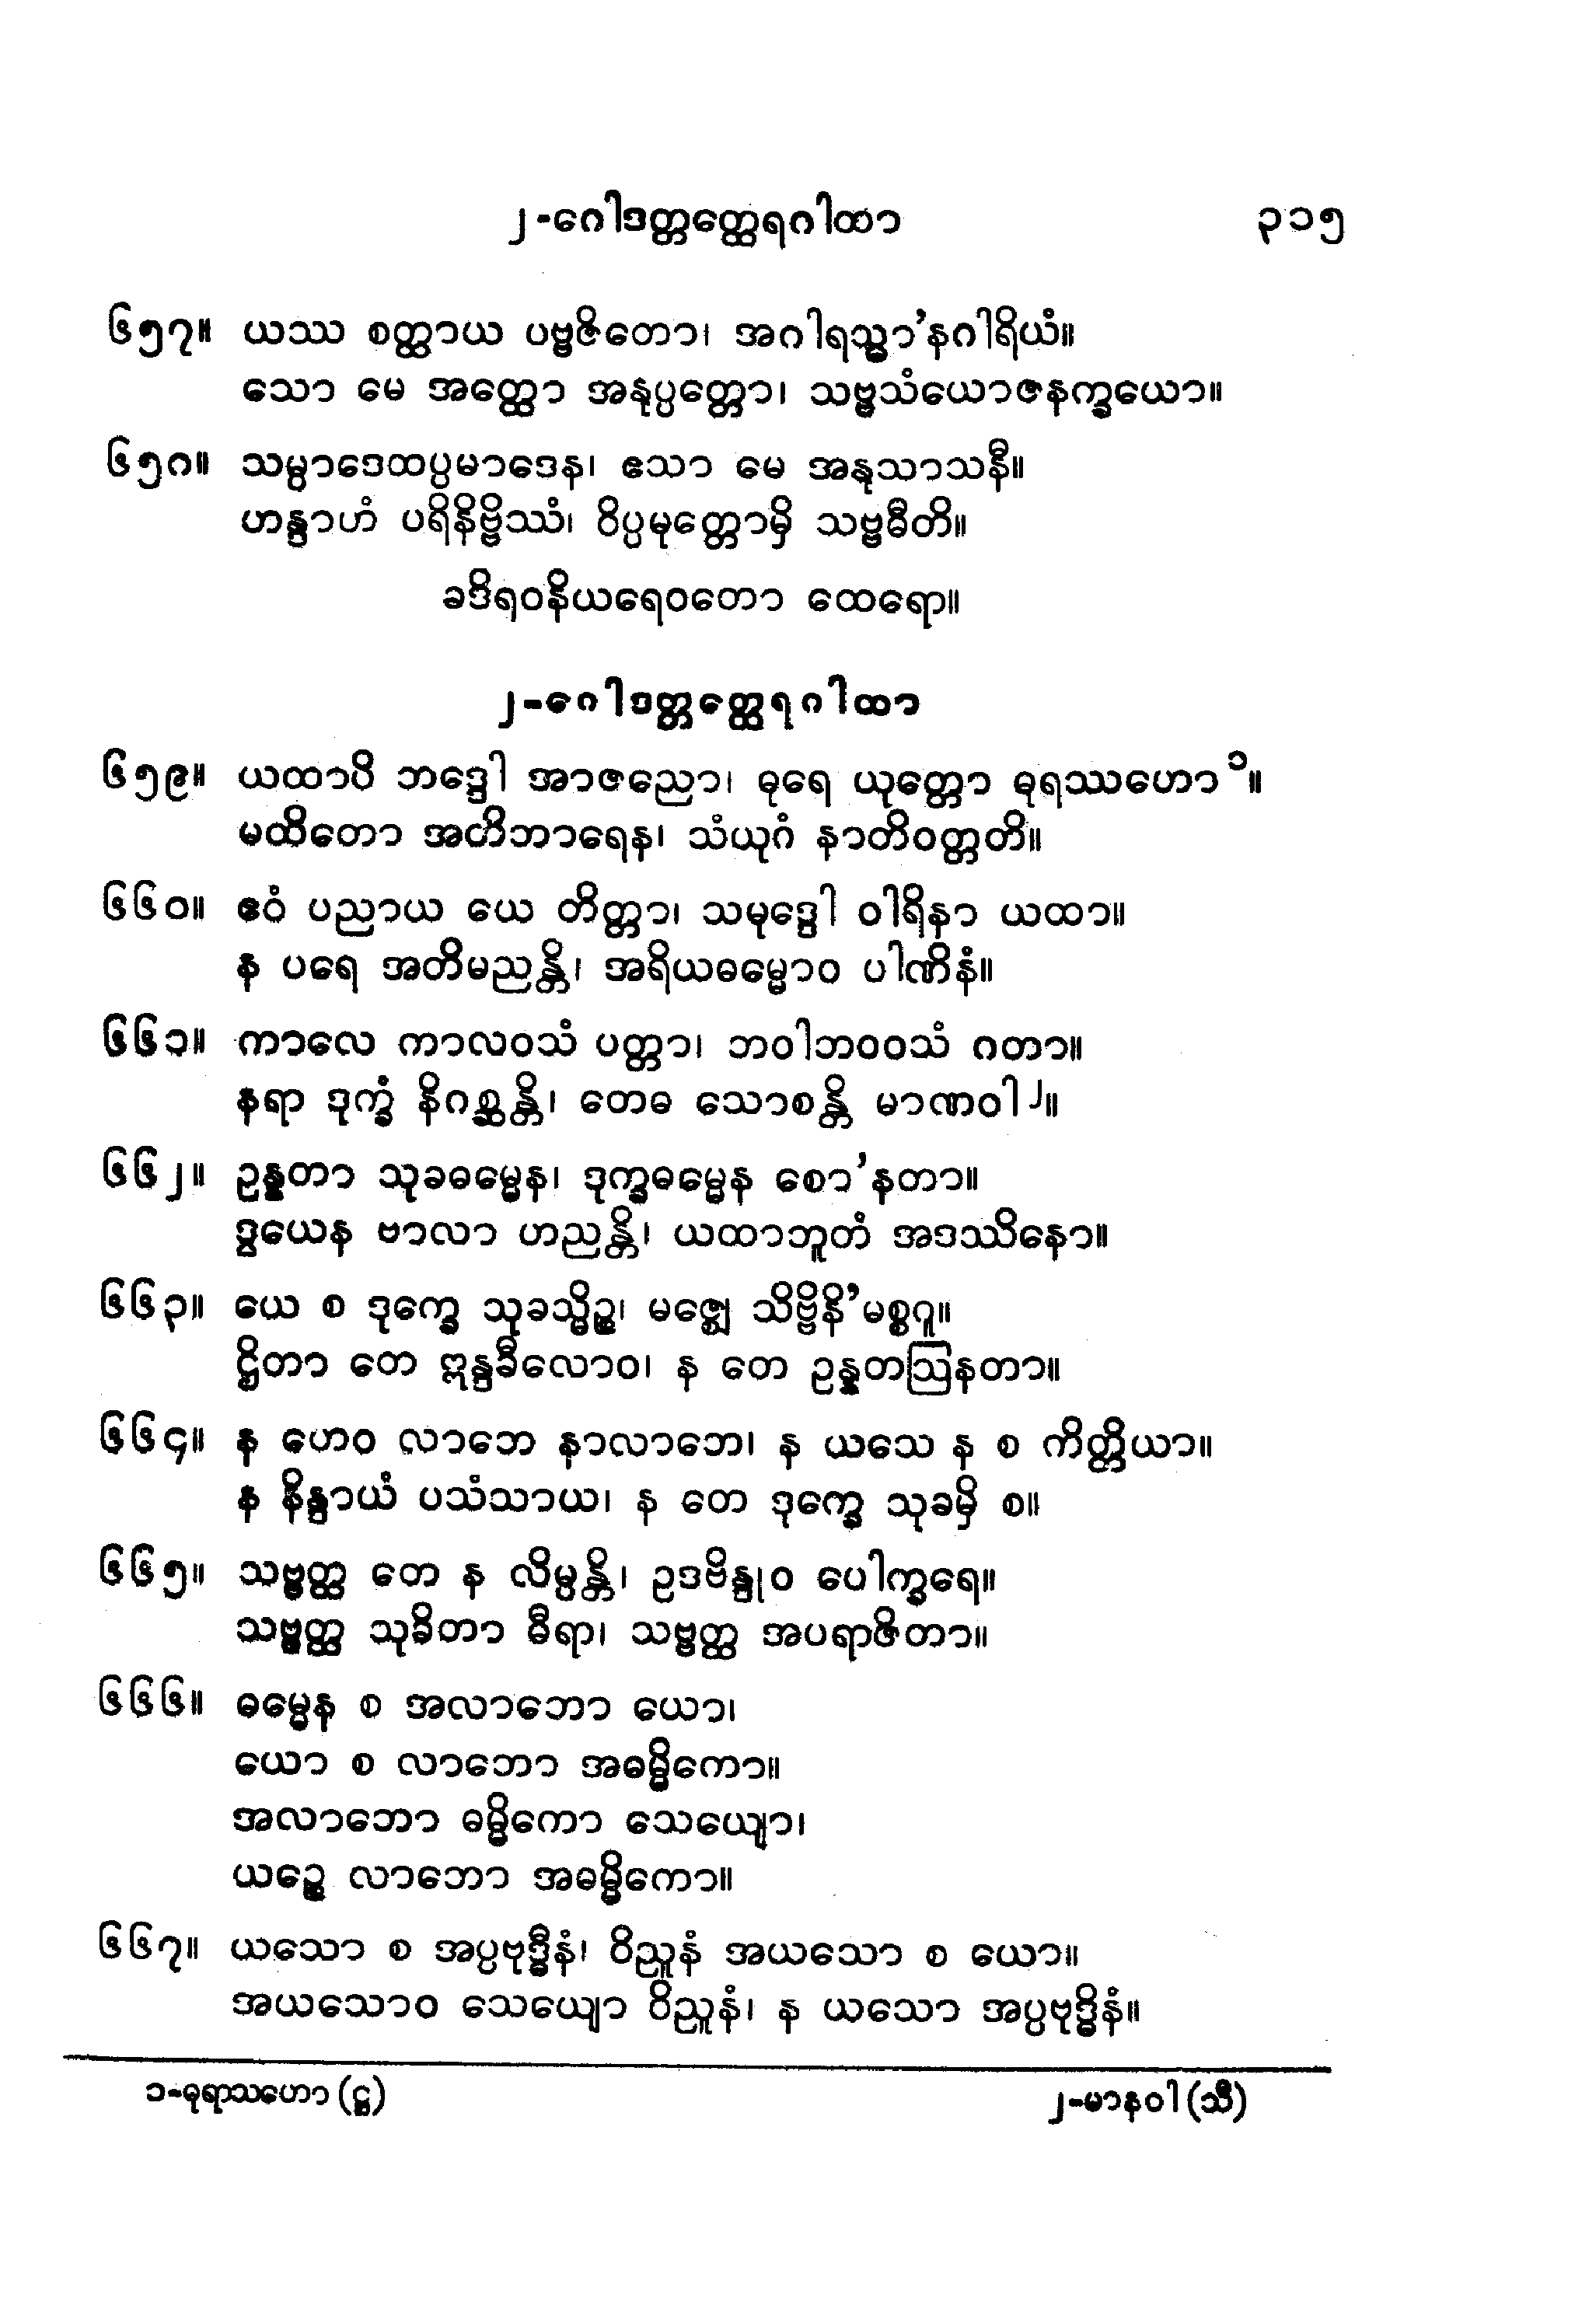 ၂-ဂေါဒတ္တတ္ထေရဂါထာ ၃၁၅
၆၅၇။ ယဿ စတ္ထာယ ပဗ္ဗဇိတော၊ အဂါရသ္မာ’နဂါရိယံ။
သော မေ အတ္ထော အနုပ္ပတ္တော၊ သဗ္ဗသံယောဇနက္ခယော။
၆၅၈။ သမ္ပာဒေထပ္ပမာဒေန၊ ဧသာ မေ အနုသာသနီ။
ဟန္ဒာဟံ ပရိနိဗ္ဗိဿံ၊ ဝိပ္ပမုတ္တောမှိ သဗ္ဗဓီတိ။
ခဒိရဝနိယရေဝတော ထေရော။
၂-ဂေါဒတ္တတ္ထေရဂါထာ
၆၅၉။ ယထာပိ ဘဒ္ဒေါ အာဇညော၊ ဓုရေ ယုတ္တော ဓုရဿဟော ၁။
မထိတော အတိဘာရေန၊ သံယုဂံ နာတိဝတ္တတိ။
၆၆၀။ ဧဝံ ပညာယ ယေ တိတ္တာ၊ သမုဒ္ဒေါ ဝါရိနာ ယထာ။
န ပရေ အတိမညန္တိ၊ အရိယဓမ္မောဝ ပါဏိနံ။
၆၆၁။ ကာလေ ကာလဝသံ ပတ္တာ၊ ဘဝါဘဝဝသံ ဂတာ။
နရာ ဒုက္ခံ နိဂစ္ဆန္တိ၊ တေဓ သောစန္တိ မာဏဝါ ၂။
၆၆၂။ ဥန္နတာ သုခဓမ္မေန၊ ဒုက္ခဓမ္မေန စော’နတာ။
ဒွယေန ဗာလာ ဟညန္တိ၊ ယထာဘူတံ အဒဿိနော။
၆၆၃။ ယေ စ ဒုက္ခေ သုခသ္မိဉ္စ၊ မဇ္ဈေ သိဗ္ဗိနိ’မစ္စဂူ။
ဌိတာ တေ ဣန္ဒခီလောဝ၊ န တေ ဥန္နတဩနတာ။
၆၆၄။ န ဟေဝ လာဘေ နာလာဘေ၊ န ယသေ န စ ကိတ္တိယာ။
န နိန္ဒာယံ ပသံသာယ၊ န တေ ဒုက္ခေ သုခမှိ စ။
၆၆၅။ သဗ္ဗတ္ထ တေ န လိမ္ပန္တိ၊ ဥဒဗိန္ဒုဝ ပေါက္ခရေ။
သဗ္ဗတ္ထ သုခိတာ ဓီရာ၊ သဗ္ဗတ္ထ အပရာဇိတာ။
၆၆၆။ ဓမ္မေန စ အလာဘော ယော၊
ယော စ လာဘော အဓမ္မိကော။
အလာဘော ဓမ္မိကော သေယျော၊
ယဉ္စေ လာဘော အဓမ္မိကော။
၆၆၇။ ယသော စ အပ္ပဗုဒ္ဓီနံ၊ ဝိညူနံ အယသော စ ယော။
အယသောဝ သေယျော ဝိညူနံ၊ န ယသော အပ္ပဗုဒ္ဓိနံ။
၁-ဓုရာသဟော (ဋ္ဌ) ၂-မာနဝါ (သီ)